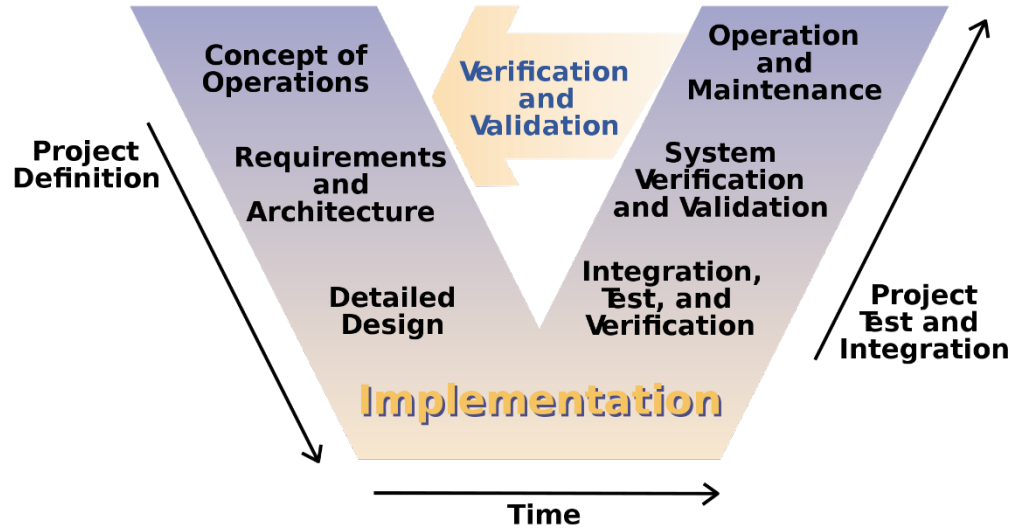 Concept of
Operations
Verification
and
Validation
Operation
and
Maintenance
Project
Definition
Requirements
and
Architecture
System
Verification
and Validation
Detailed
Design
Integration,
Test, and
Verification
Project
Test and
Integration
Implementation
Time